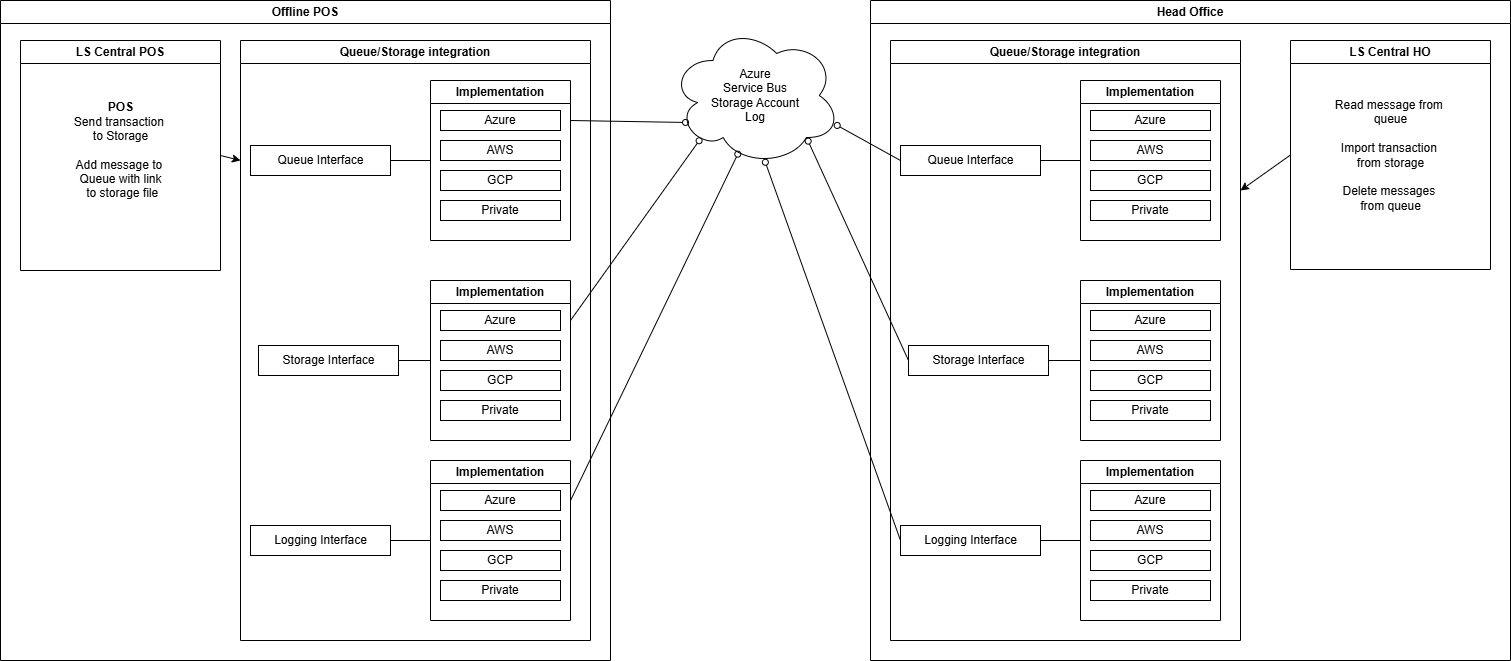 Offline POS
LS Central POS
POS
Send transaction
to Storage
Add message to
Queue with link
to storage file
Queue/Storage integration
Queue Interface
Implementation
Azure
AWS
GCP
Private
Storage Interface
Implementation
Azure
AWS
GCP
Private
Logging Interface
Implementation
Azure
AWS
GCP
Private
Azure
Service Bus
Storage Account
Log
Head Office
Queue/Storage integration
Queue Interface
Implementation
Azure
AWS
GCP
Private
Storage Interface
Implementation
Azure
AWS
GCP
Private
Logging Interface
Implementation
Azure
AWS
GCP
Private
LS Central HO
Read message from
queue
Import transaction
from storage
Delete messages
from queue